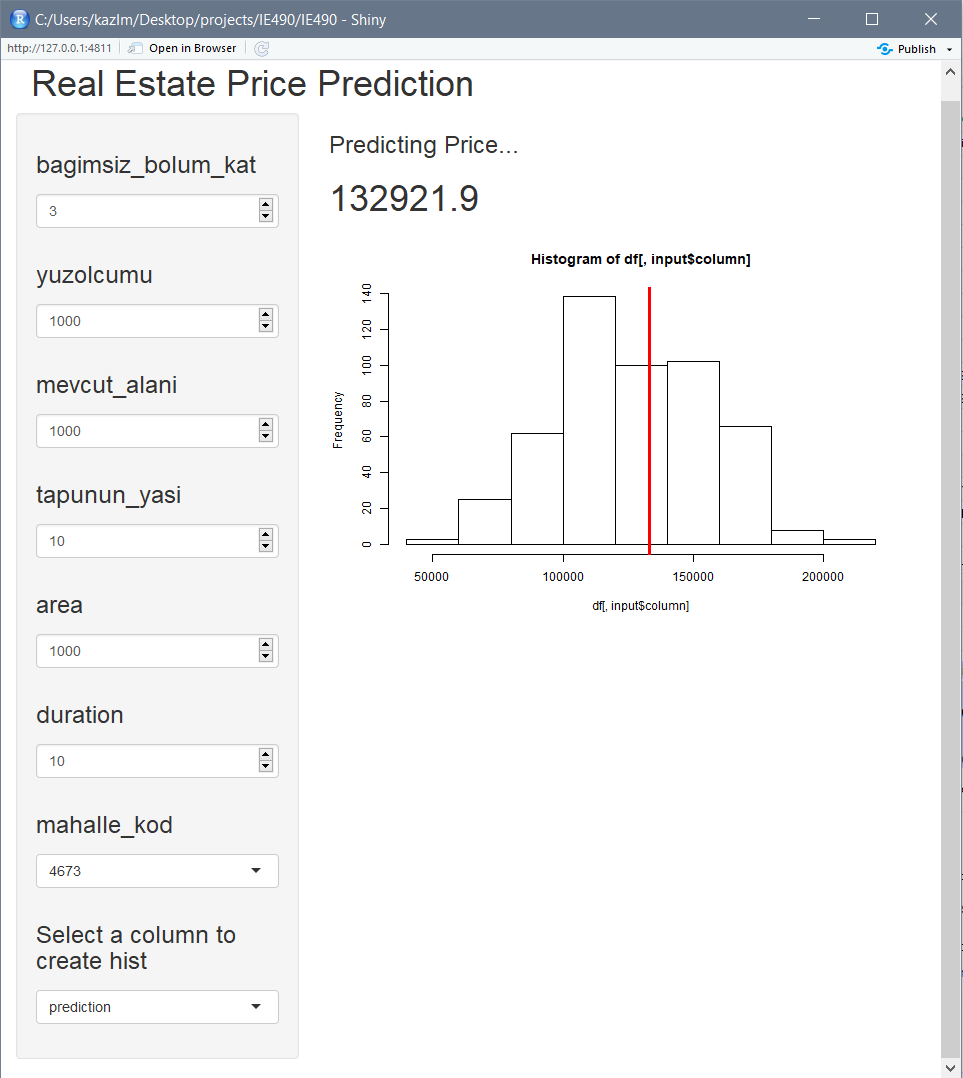 C:/Users/kazIm/Desktop/projects/IE490/IE490 - Shiny
http://127.0.0.1:4811 Open in Browser Publish
Real Estate Price Prediction
bagimsiz_bolum_kat
3
yuzolcumu
1000
mevcut_alani
1000
tapunun_yasi
10
area
1000
duration
10
mahalle_kod
4673
Select a column to
create hist
prediction
Predicting Price...
132921.9
Histogram of df[, input$column]
Frequency
0 20 40 60 80 100 120 140
50000 100000 150000 200000
df[, input$column]